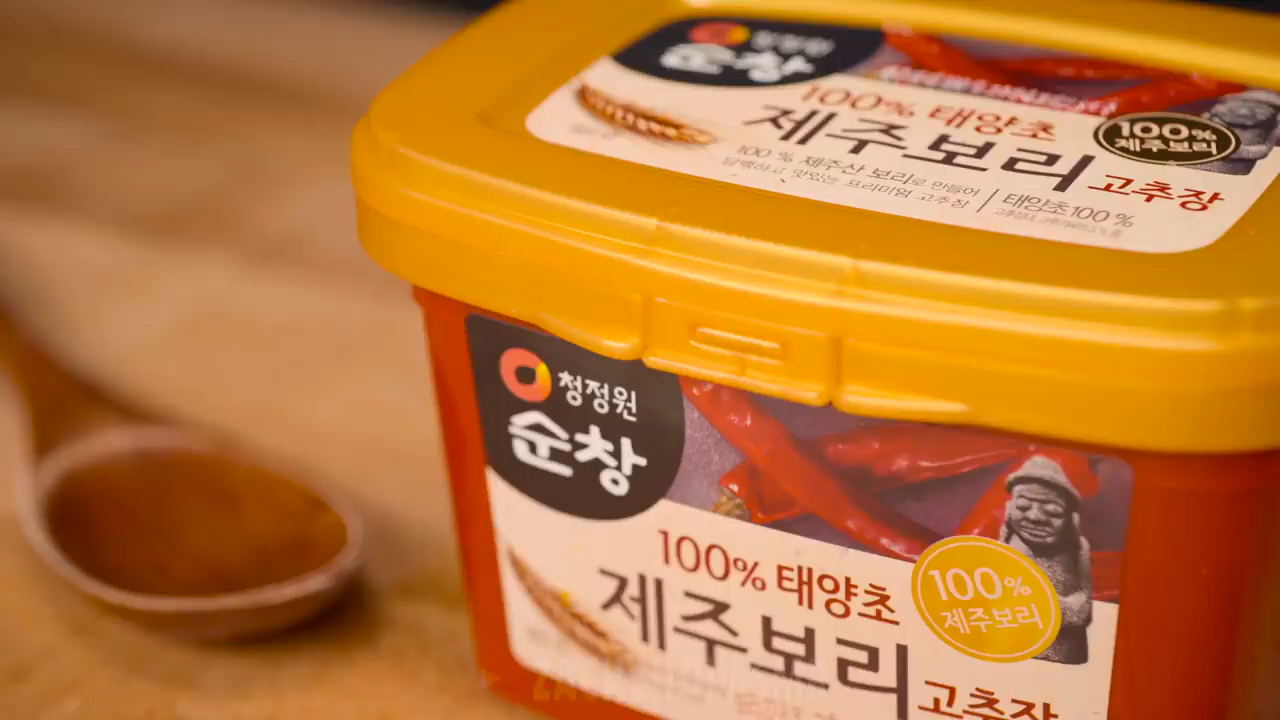 청정원
순창
100% 태양초
제주보리
고추장
100%
제주보리
100 % 제주산 보리로 만들어
담백하고 맛있는 프리미엄 고추장
태양초100 %
청정원
순창
100% 태양초
제주보리
고추장
100%
제주보리